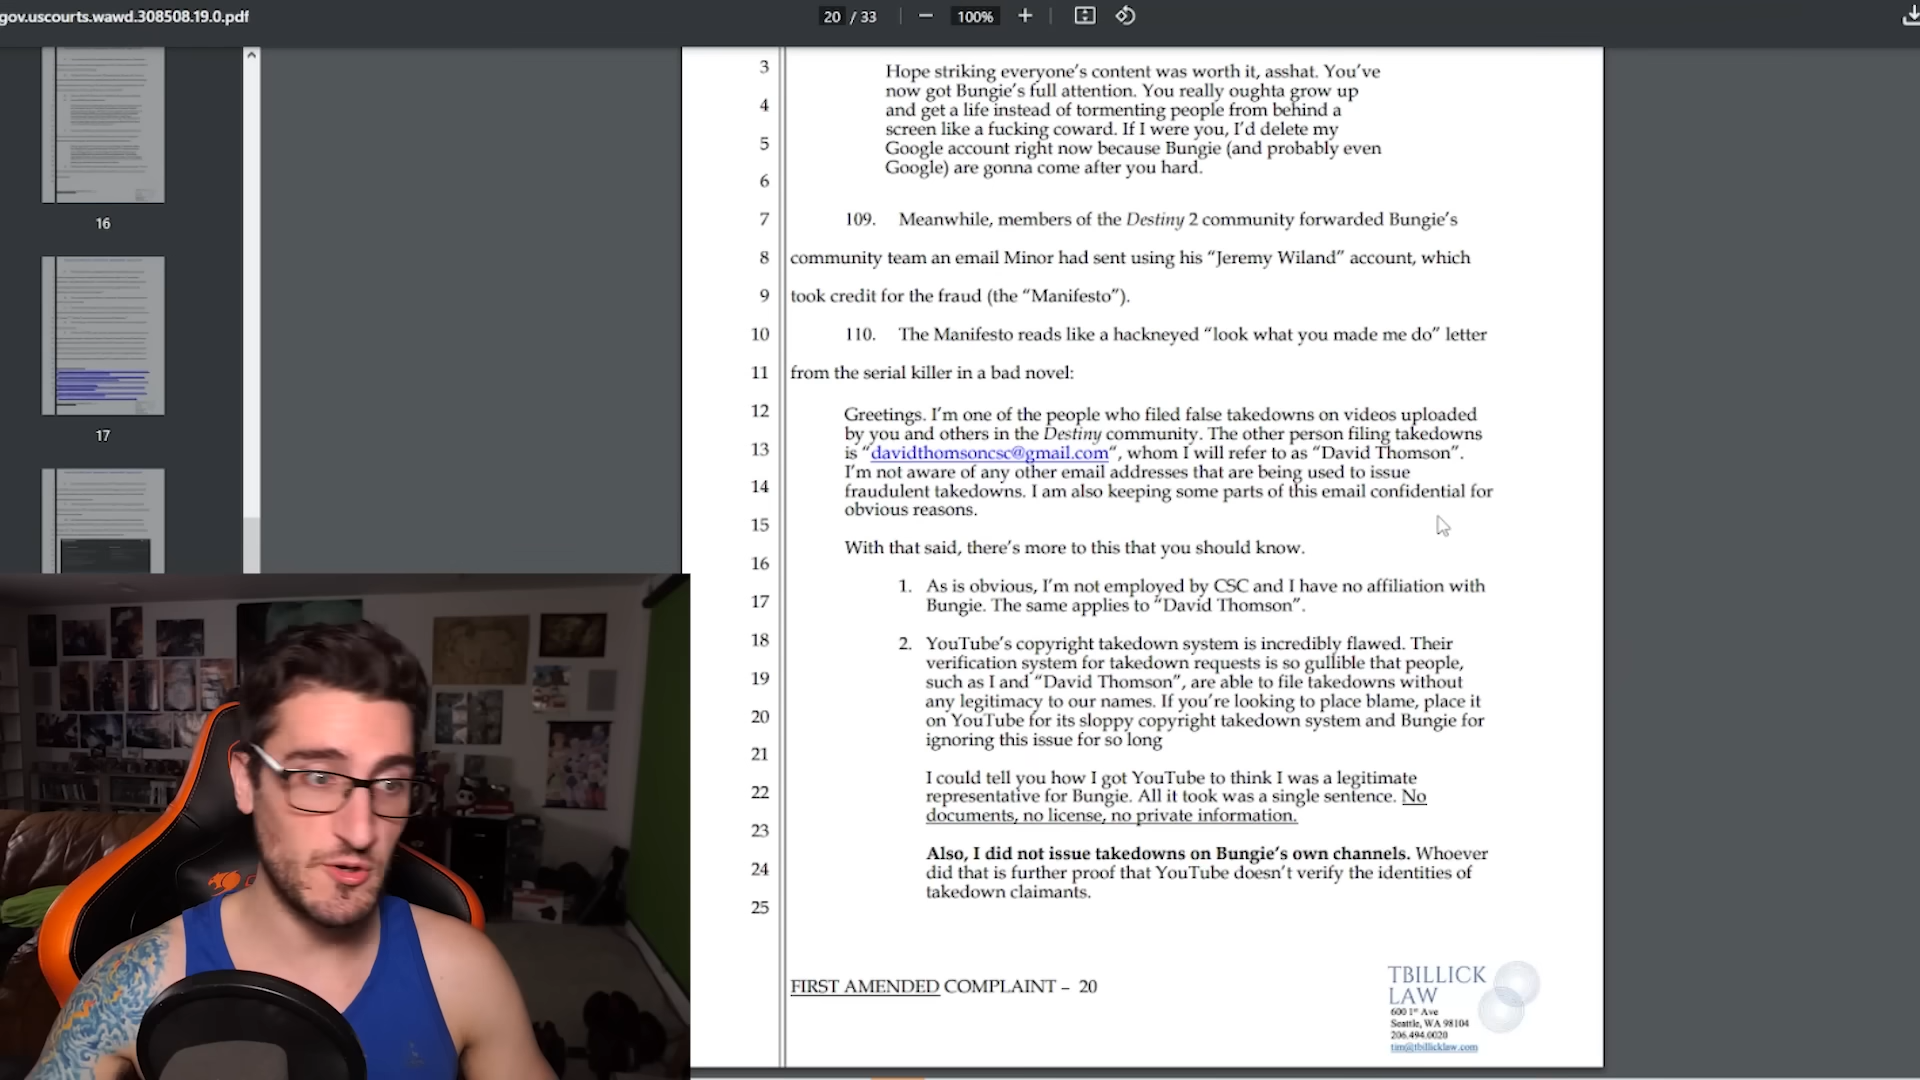 gov.uscourts.wawd.308508.19.0.pdf
20 / 33
100%
16
17
3
Hope striking everyone's content was worth it, asshat. You've
now got Bungie's full attention. You really oughta grow up
4
and get a life instead of tormenting people from behind a
screen like a fucking coward. If I were you, I'd delete my
5
Google account right now because Bungie (and probably even
Google) are gonna come after you hard.
6
7 109. Meanwhile, members of the Destiny 2 community forwarded Bungie's
8 community team an email Minor had sent using his "Jeremy Wiland" account, which
9 took credit for the fraud (the "Manifesto").
10 110. The Manifesto reads like a hackneyed "look what you made me do" letter
11 from the serial killer in a bad novel:
12 Greetings. I'm one of the people who filed false takedowns on videos uploaded
by you and others in the Destiny community. The other person filing takedowns
13 is "davidthomsoncsc@gmail.com", whom I will refer to as "David Thomson".
I'm not aware of any other email addresses that are being used to issue
14 fraudulent takedowns. I am also keeping some parts of this email confidential for
obvious reasons.
15
With that said, there's more to this that you should know.
16
1. As is obvious, I'm not employed by CSC and I have no affiliation with
17 Bungie. The same applies to "David Thomson".
18 2. YouTube's copyright takedown system is incredibly flawed. Their
verification system for takedown requests is so gullible that people,
19 such as I and "David Thomson", are able to file takedowns without
any legitimacy to our names. If you're looking to place blame, place it
20 on YouTube for its sloppy copyright takedown system and Bungie for
ignoring this issue for so long
21
I could tell you how I got YouTube to think I was a legitimate
22 representative for Bungie. All it took was a single sentence. No
documents, no license, no private information.
23
Also, I did not issue takedowns on Bungie's own channels. Whoever
24 did that is further proof that YouTube doesn't verify the identities of
takedown claimants.
25
FIRST AMENDED COMPLAINT – 20
TBILLICK
LAW
600 1st Ave
Seattle, WA 98104
206.494.0020
tim@tbillicklaw.com